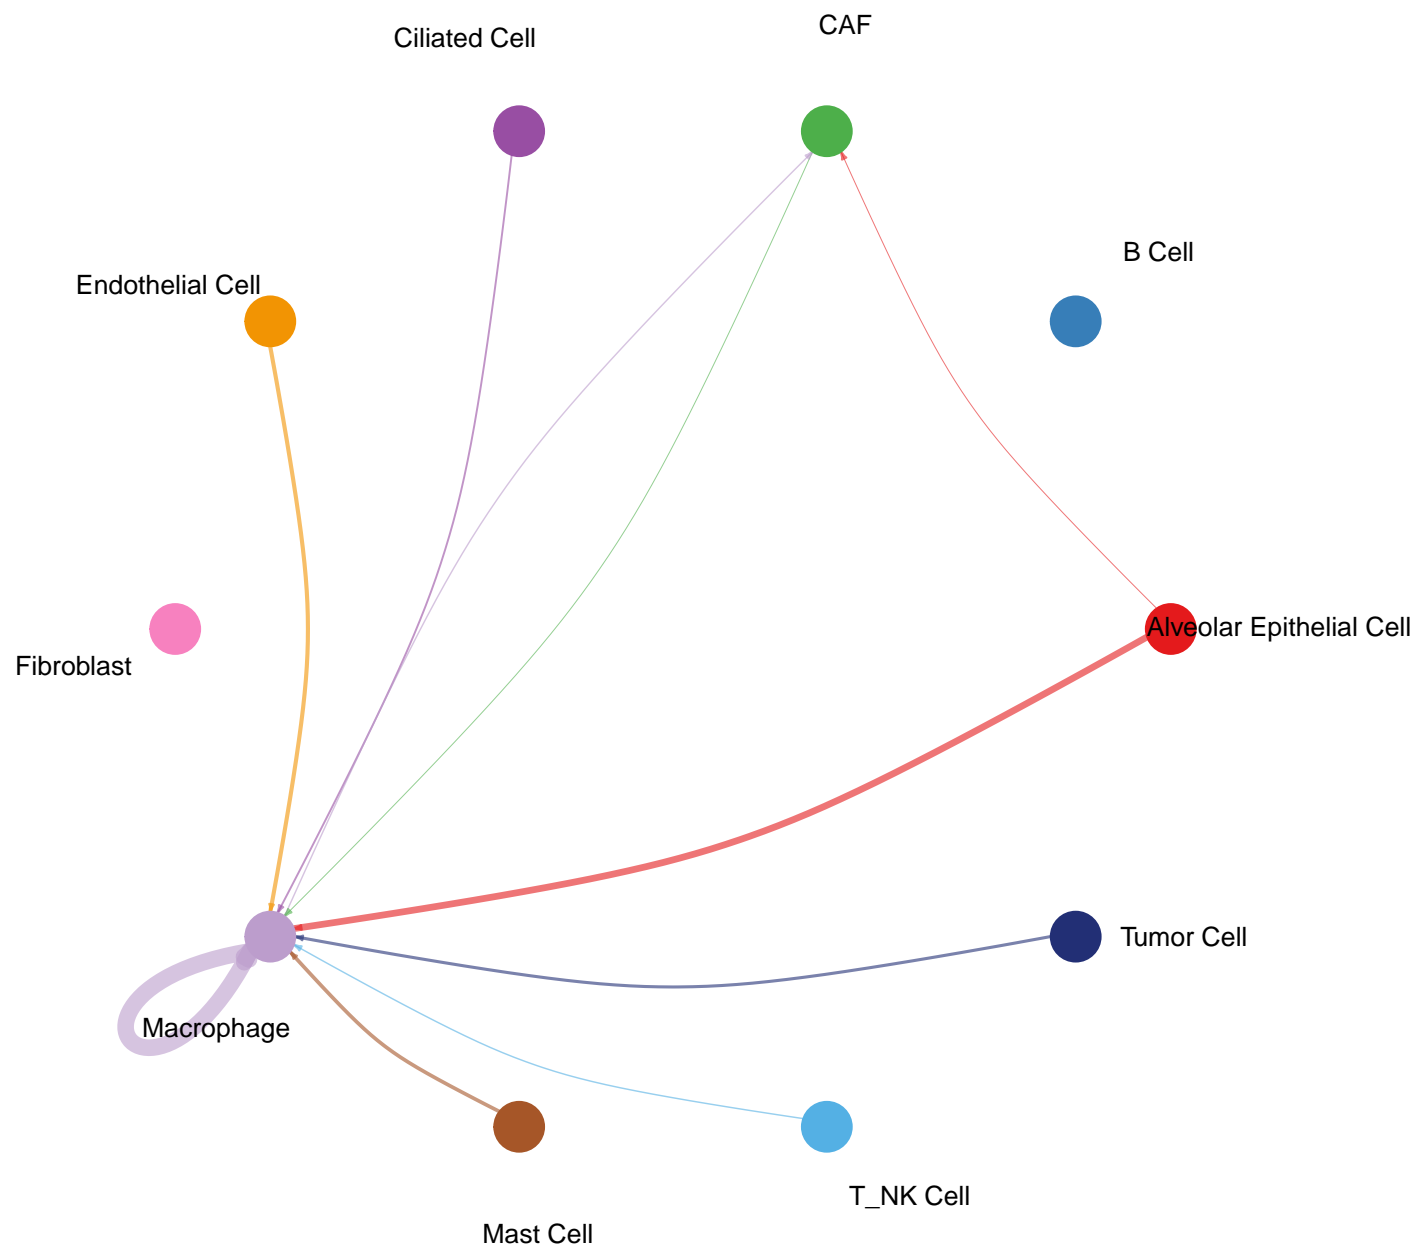 CAF
Ciliated Cell
B Cell
Endothelial Cell
Alveolar Epithelial Cell
Fibroblast
Tumor Cell
Macrophage
T_NK Cell
Mast Cell